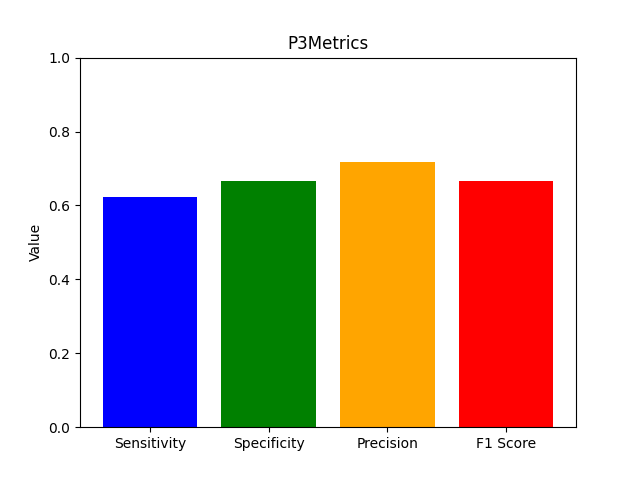 P3Metrics
1.0
0.8
0.6
0.4
0.2
0.0
Value
Sensitivity
Specificity
Precision
F1 Score